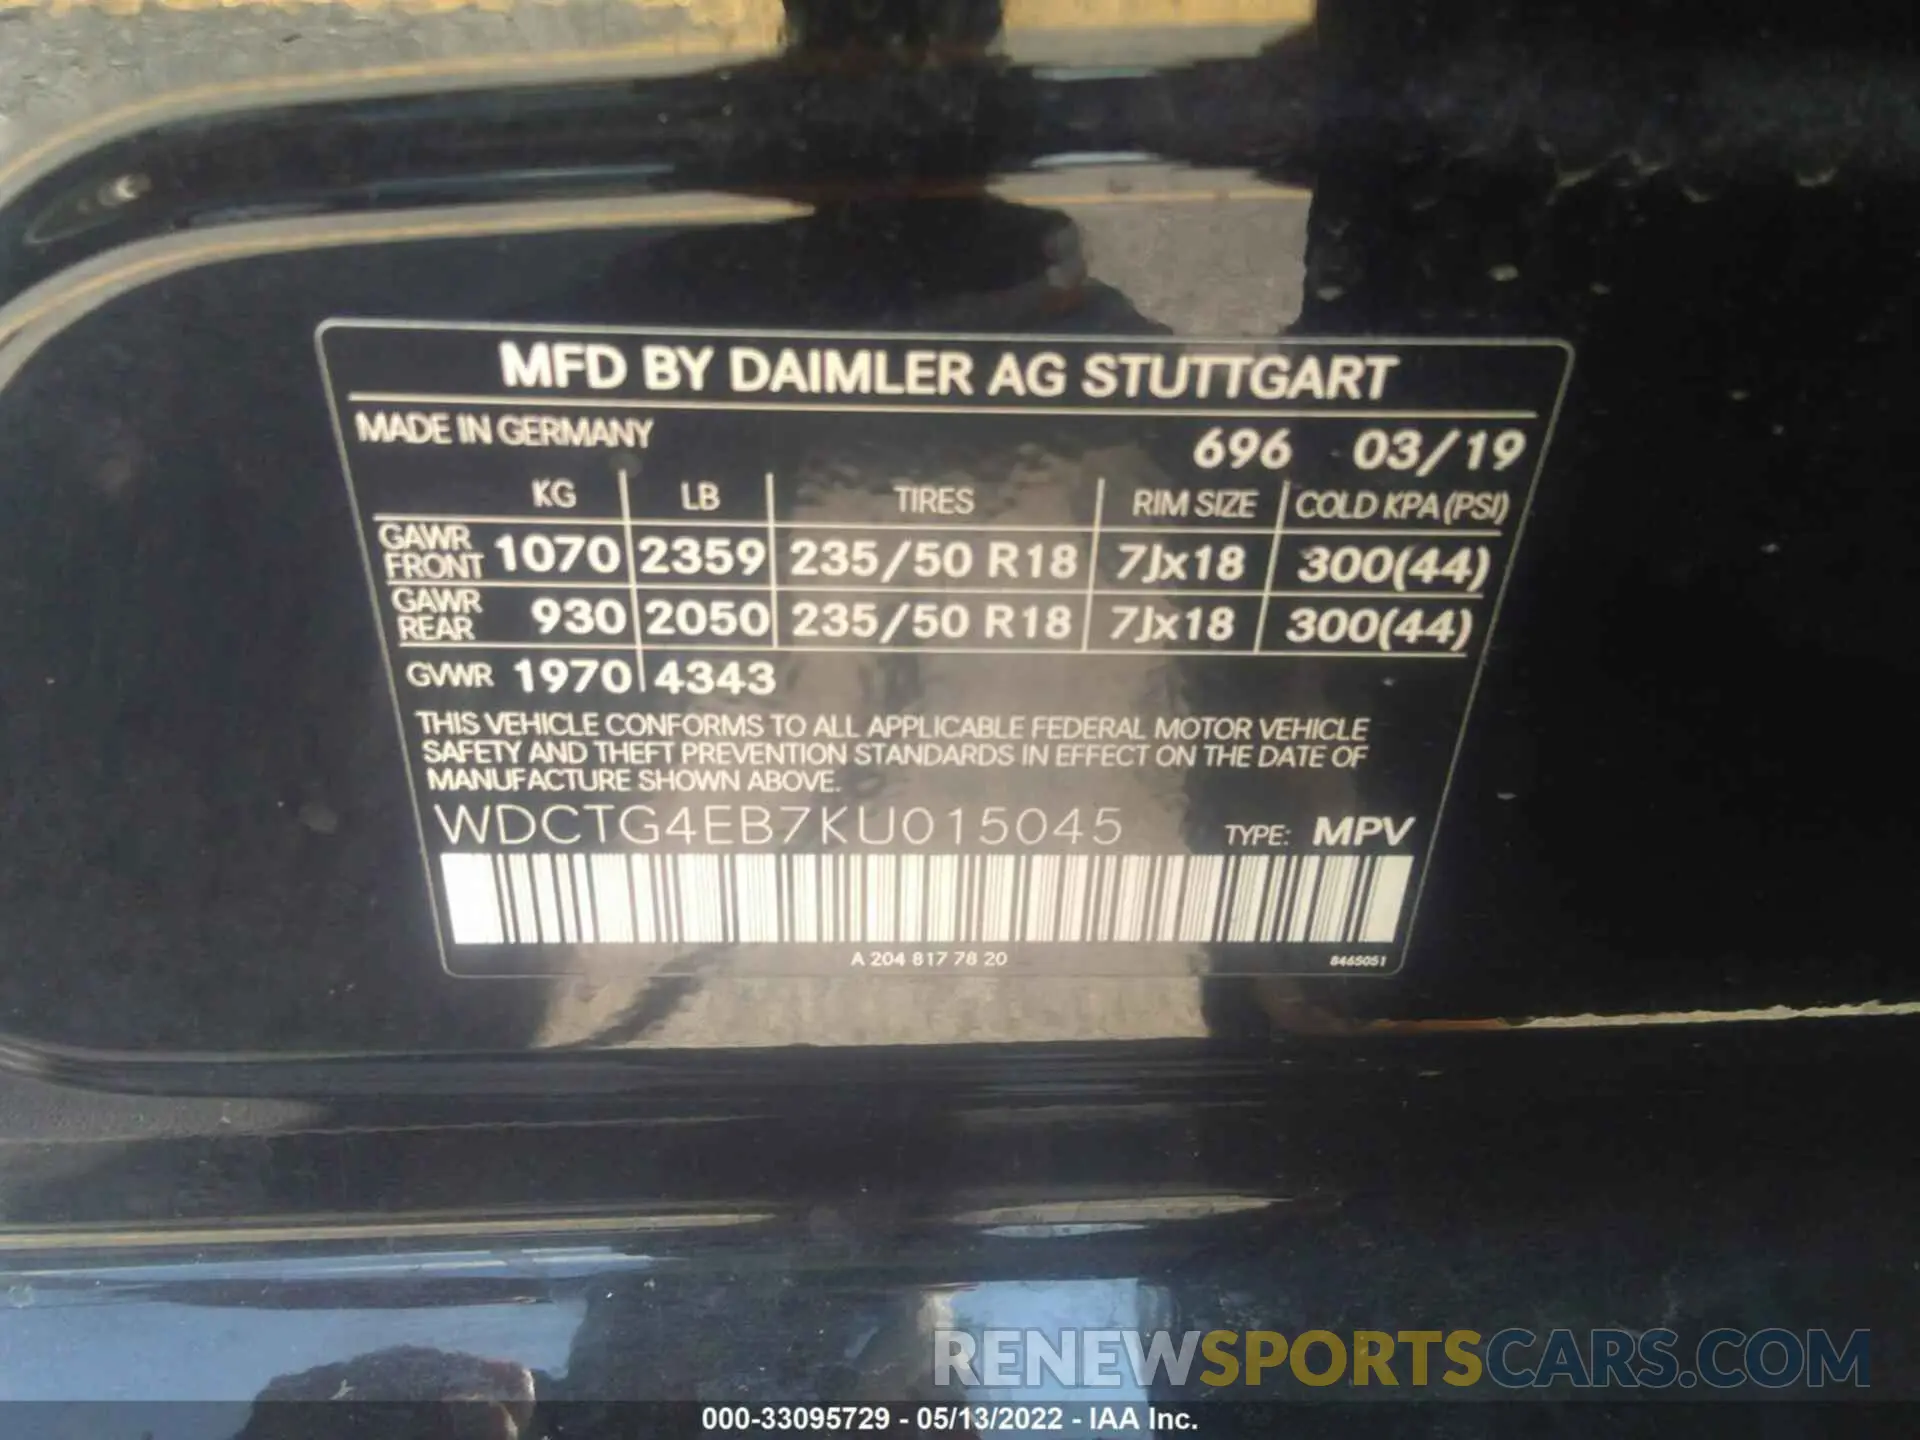 MFD BY DAIMLER AG STUTTGART
MADE IN GERMANY 696 03/19
KG LB TIRES RIM SIZE COLD KPA (PSI)
GAWR FRONT 1070 2359 235/50 R18 7Jx18 300(44)
GAWR REAR 930 2050 235/50 R18 7Jx18 300(44)
GVWR 1970 4343
THIS VEHICLE CONFORMS TO ALL APPLICABLE FEDERAL MOTOR VEHICLE
SAFETY AND THEFT PREVENTION STANDARDS IN EFFECT ON THE DATE OF
MANUFACTURE SHOWN ABOVE.
WDCTG4EB7KU015045 TYPE: MPV
A 204 817 78 20 8465051
RENEWSPORTSCARS.COM
000-33095729 - 05/13/2022 - IAA Inc.